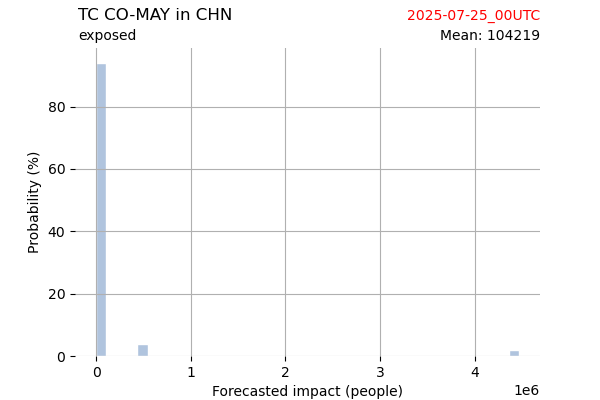 TC CO-MAY in CHN
2025-07-25_00UTC
exposed
Mean: 104219
Probability (%)
80
60
40
20
0
0 1 2 3 4
1e6
Forecasted impact (people)